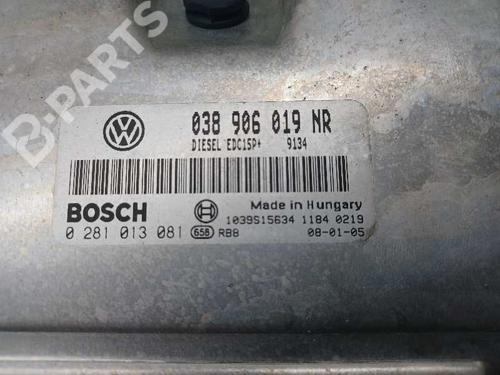 B-PARTS
038 906 019 NR
DIESEL EDC15P+ 9134
BOSCH
Made in Hungary
1039S15634 1184 0219
0 281 013 081 658 RBB 08-01-05